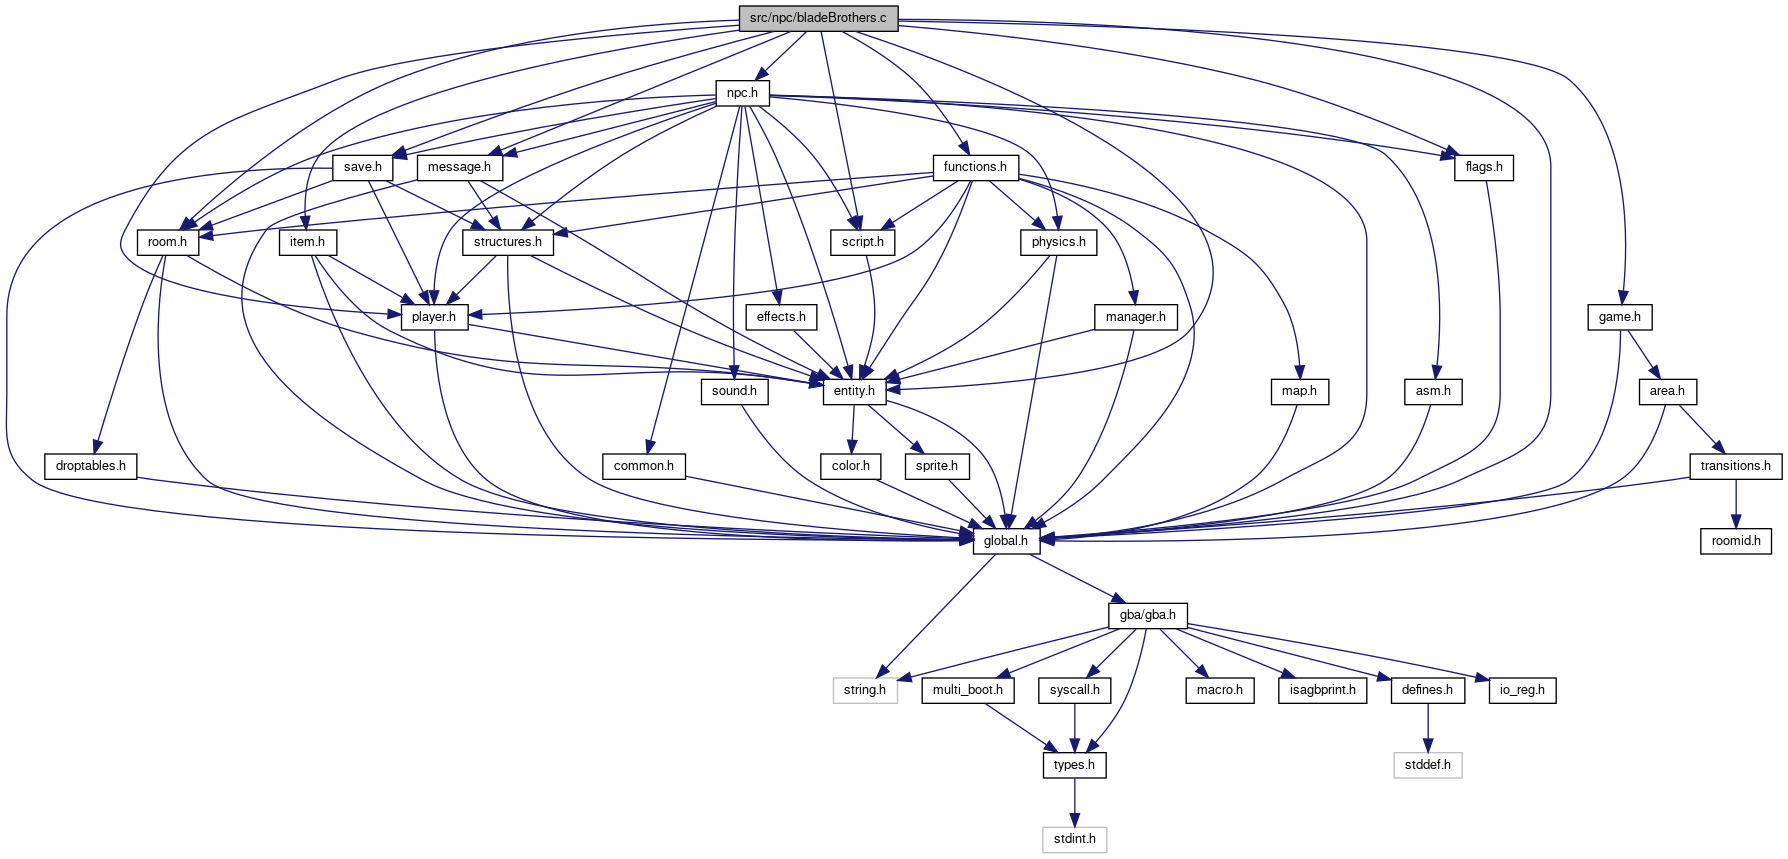 src/npc/bladeBrothers.c
npc.h
save.h
message.h
functions.h
flags.h
room.h
item.h
structures.h
script.h
physics.h
player.h
effects.h
manager.h
game.h
sound.h
entity.h
map.h
asm.h
area.h
droptables.h
common.h
color.h
sprite.h
transitions.h
global.h
roomid.h
gba/gba.h
string.h
multi_boot.h
syscall.h
macro.h
isagbprint.h
defines.h
io_reg.h
types.h
stddef.h
stdint.h